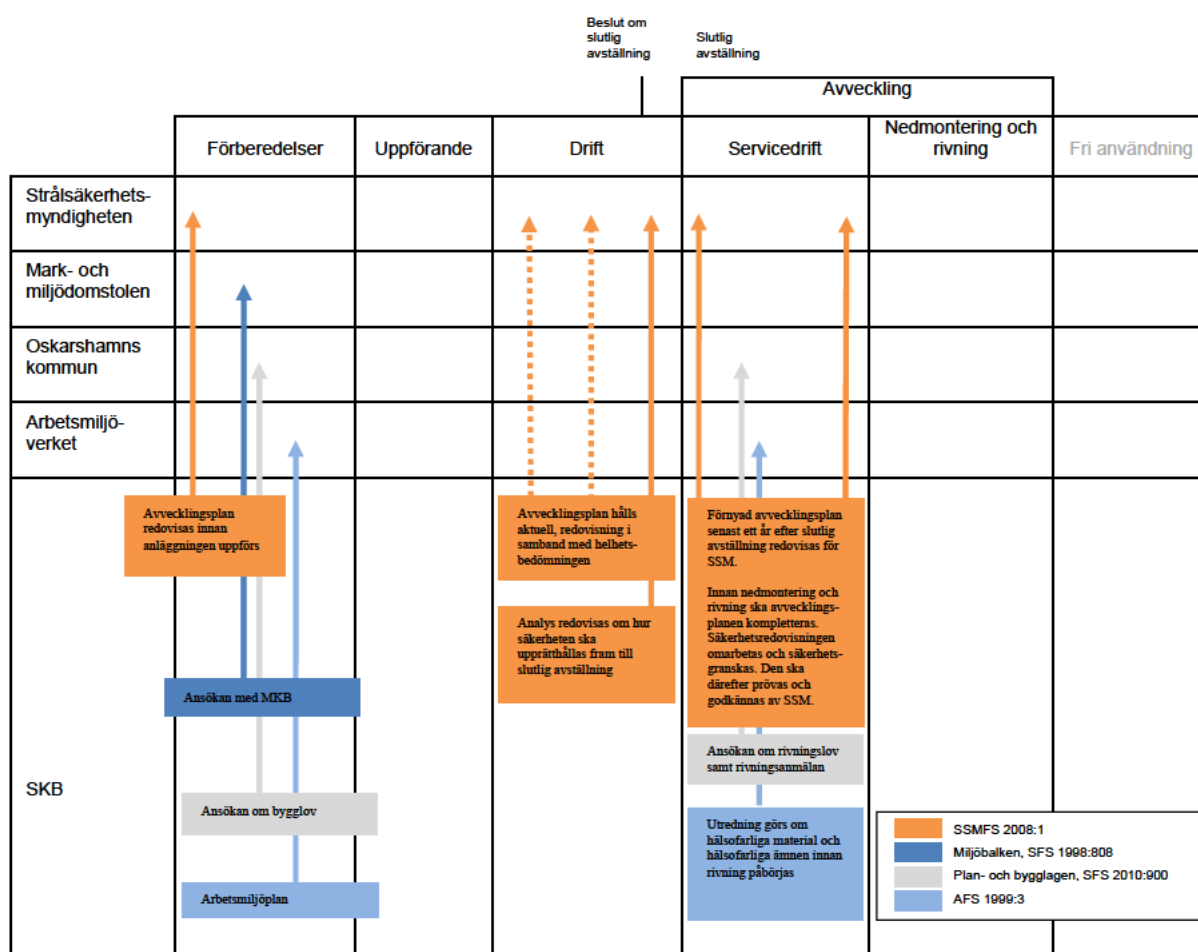 Beslut om
slutlig
avställning
Slutlig
avställning
Avveckling
Förberedelser
Uppförande
Drift
Servicedrift
Nedmontering och
rivning
Fri användning
Strålsäkerhets-
myndigheten
Mark- och
miljödomstolen
Oskarshamns
kommun
Arbetsmiljö-
verket
SKB
Avvecklingsplan
redovisas innan
anläggningen uppförs
Ansökan med MKB
Ansökan om bygglov
Arbetsmiljöplan
Avvecklingsplan hålls
aktuell, redovisning i
samband med helhets-
bedömningen
Analys redovisas om hur
säkerheten ska
upprätthållas fram till
slutlig avställning
Förnyad avvecklingsplan
senast ett år efter slutlig
avställning redovisas för
SSM.
Innan nedmontering och
rivning ska avvecklings-
planen kompletteras.
Säkerhetsredovisningen
omarbetas och säkerhets-
granskas. Den ska
därefter prövas och
godkännas av SSM.
Ansökan om rivningslov
samt rivningsanmälan
Utredning görs om
hälsofarliga material och
hälsofarliga ämnen innan
rivning påbörjas
SSMFS 2008:1
Miljöbalken, SFS 1998:808
Plan- och bygglagen, SFS 2010:900
AFS 1999:3